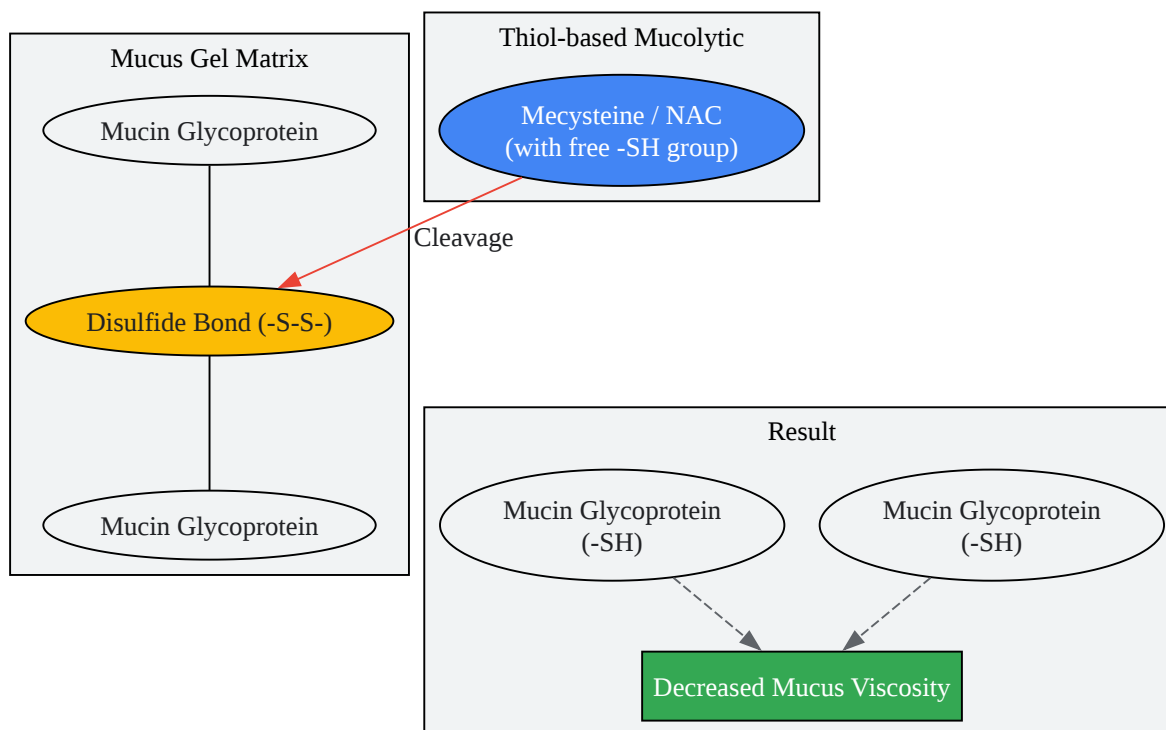 Mucus Gel Matrix
Mucin Glycoprotein
Disulfide Bond (-S-S-)
Mucin Glycoprotein
Thiol-based Mucolytic
Mecysteine / NAC
(with free -SH group)
Cleavage
Result
Mucin Glycoprotein
(-SH)
Mucin Glycoprotein
(-SH)
Decreased Mucus Viscosity